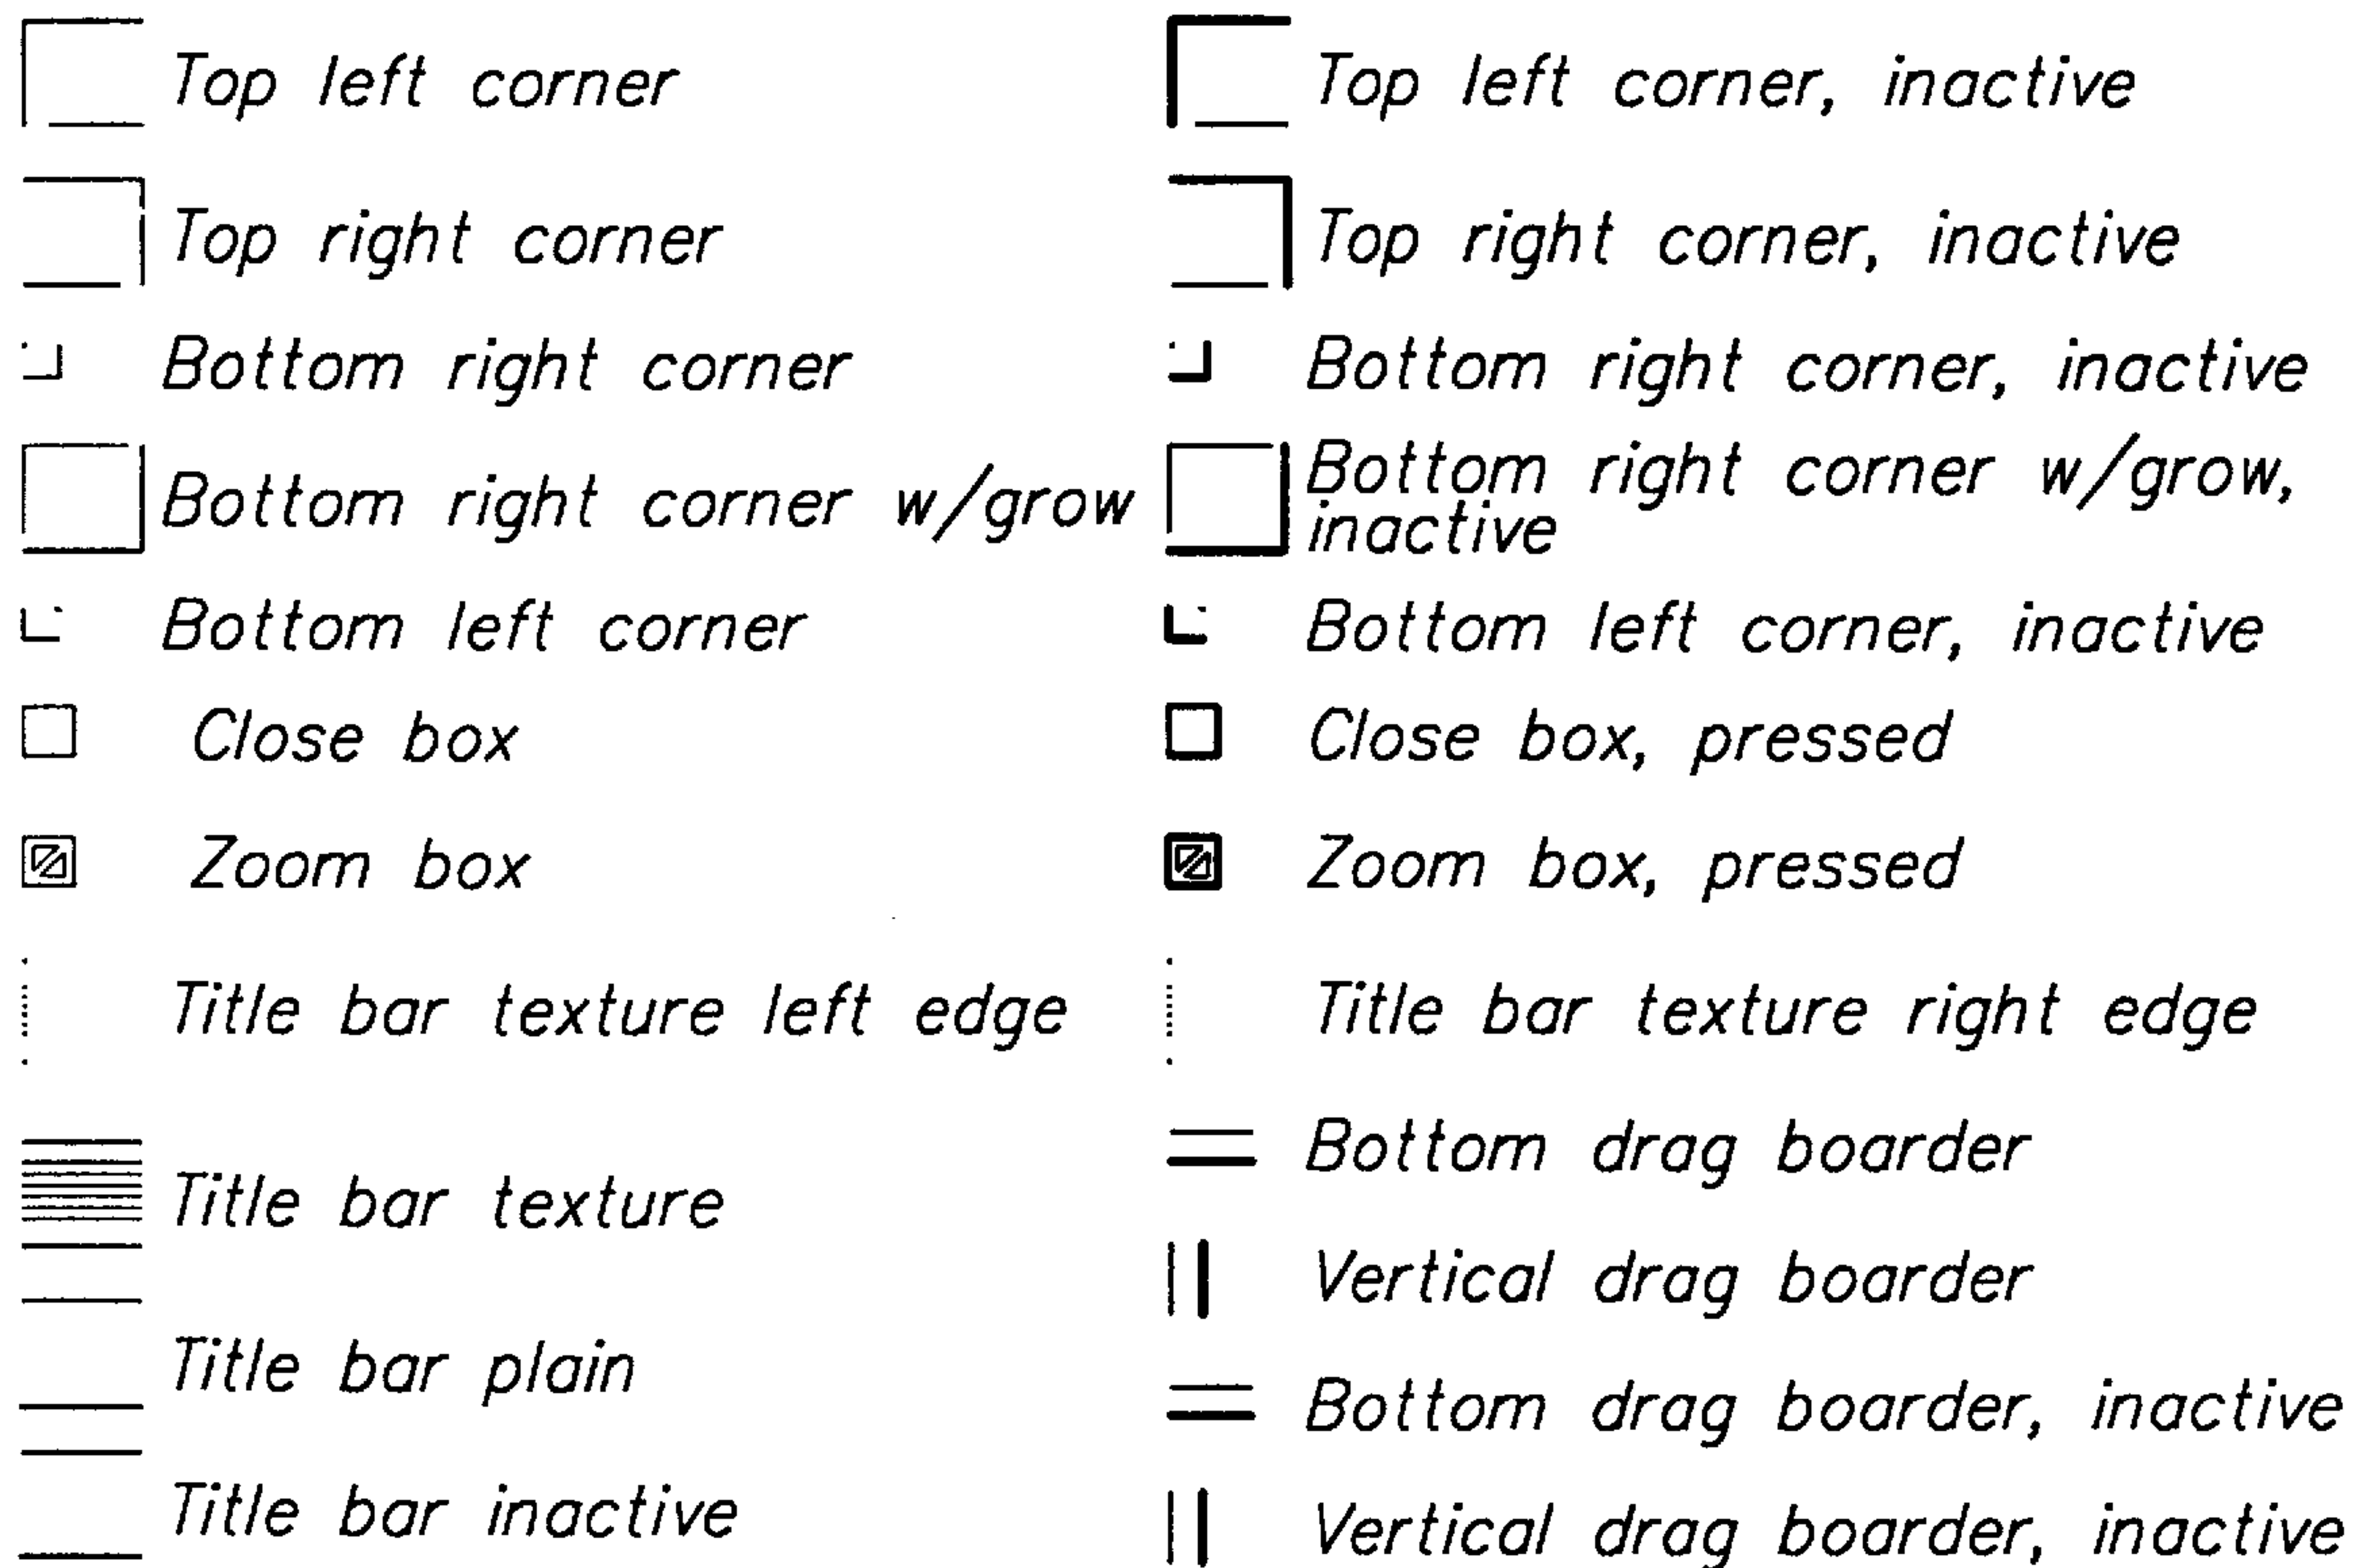 Top left corner
Top right corner
Bottom right corner
Bottom right corner w/grow
Bottom left corner
Close box
Zoom box
Title bar texture left edge
Title bar texture
Title bar plain
Title bar inactive
Top left corner, inactive
Top right corner, inactive
Bottom right corner, inactive
Bottom right corner w/grow,
inactive
Bottom left corner, inactive
Close box, pressed
Zoom box, pressed
Title bar texture right edge
Bottom drag boarder
Vertical drag boarder
Bottom drag boarder, inactive
Vertical drag boarder, inactive